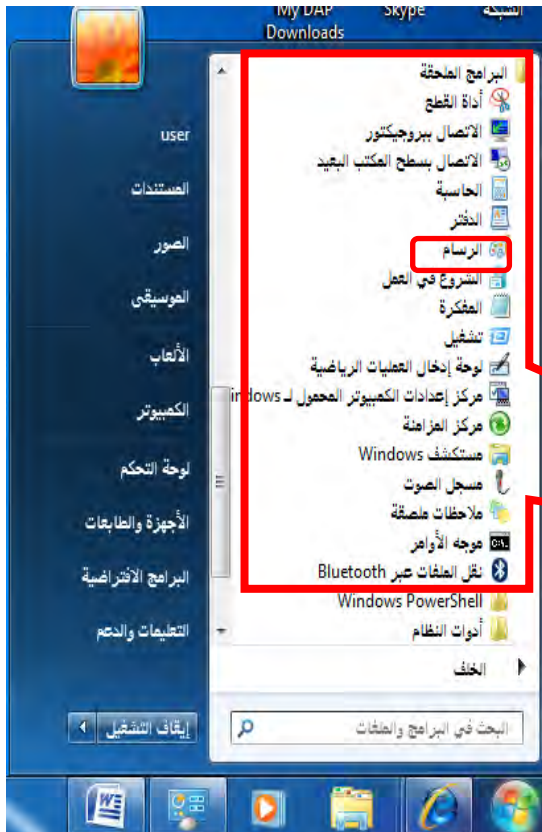 My DAP Skype الشبكة
Downloads
البرامج الملحقة
أداة القطع
الاتصال ببروجيكتور
الاتصال بسطح المكتب البعيد
الحاسبة
الدفتر
الرسام
الشروع في العمل
المفكرة
تشغيل
لوحة إدخال العمليات الرياضية
مركز إعدادات الكمبيوتر المحمول لـ indows
مركز المزامنة
مستكشف Windows
مسجل الصوت
ملاحظات ملصقة
موجه الأوامر
نقل الملفات عبر Bluetooth
Windows PowerShell
أدوات النظام
الخلف
البحث في البرامج والملفات
user
المستندات
الصور
الموسيقى
الألعاب
الكمبيوتر
لوحة التحكم
الأجهزة والطابعات
البرامج الافتراضية
التعليمات والدعم
إيقاف التشغيل